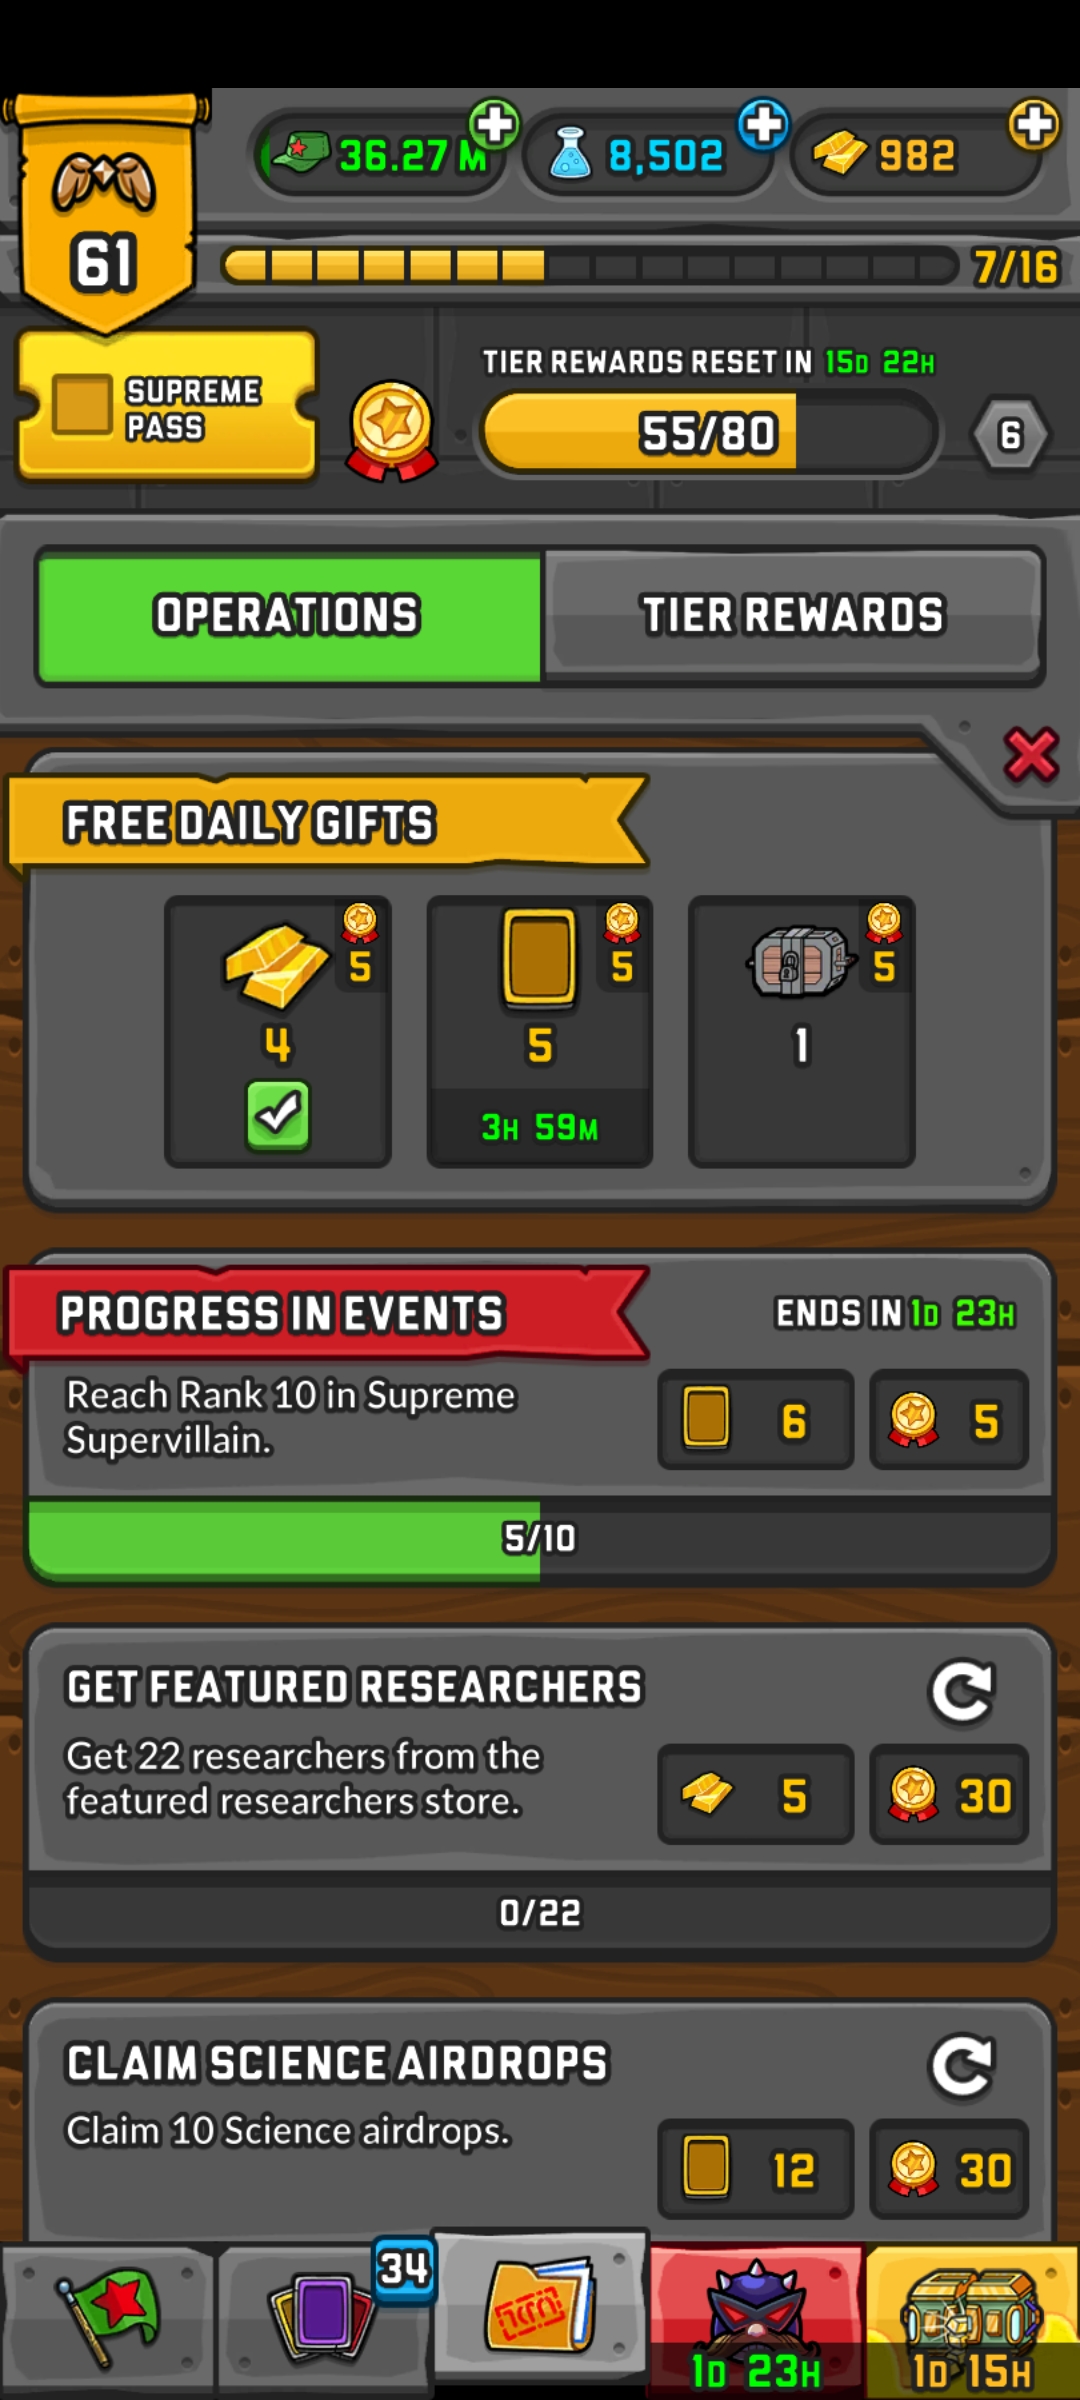 36.27 M
8,502
982
61
7/16
SUPREME
PASS
TIER REWARDS RESET IN 15D 22H
55/80
6
OPERATIONS
TIER REWARDS
FREE DAILY GIFTS
5
5
5
4
5
1
3H 59M
PROGRESS IN EVENTS
ENDS IN 1D 23H
Reach Rank 10 in Supreme
Supervillain.
6
5
5/10
GET FEATURED RESEARCHERS
Get 22 researchers from the
featured researchers store.
5
30
0/22
CLAIM SCIENCE AIRDROPS
Claim 10 Science airdrops.
12
30
34
1D 23H
1D 15H